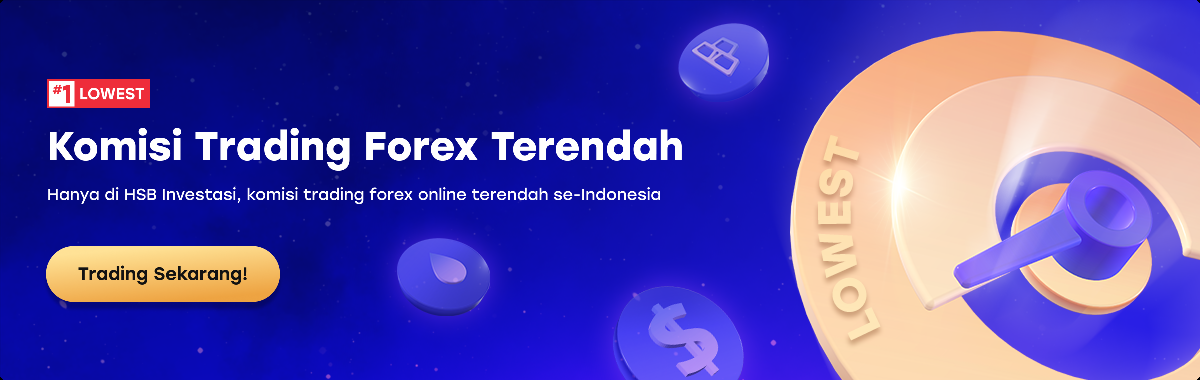 #1 LOWEST
Komisi Trading Forex Terendah
Hanya di HSB Investasi, komisi trading forex online terendah se-Indonesia
Trading Sekarang!
$
LOWEST